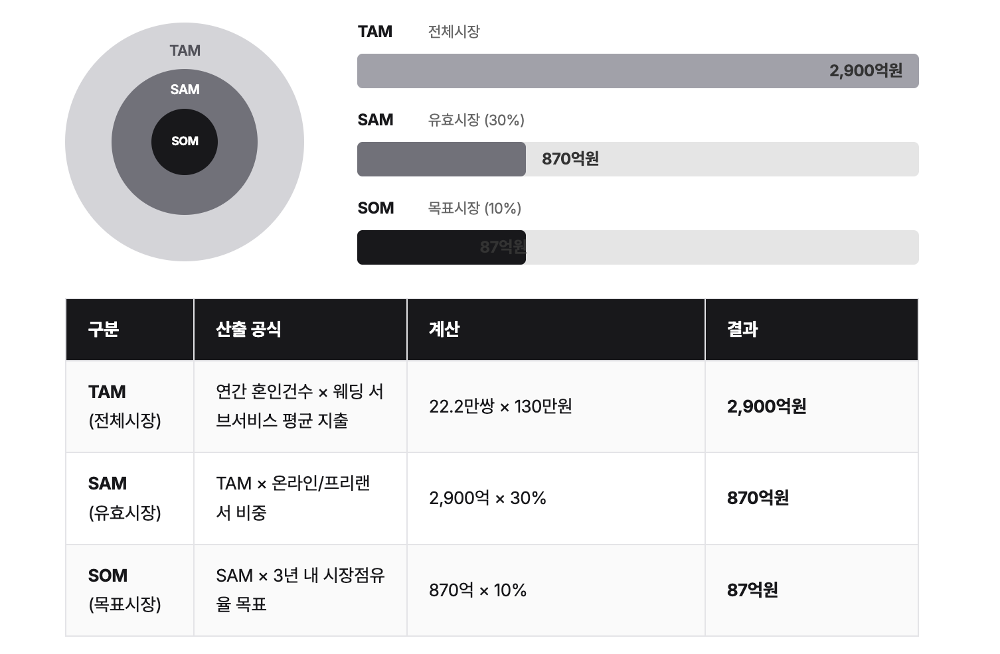 TAM
SAM
SOM
TAM 전체시장
2,900억원
SAM 유효시장 (30%)
870억원
SOM 목표시장 (10%)
87억원
구분 산출 공식 계산 결과
TAM
(전체시장)
연간 혼인건수 × 웨딩 서
브서비스 평균 지출
22.2만쌍 × 130만원
2,900억원
SAM
(유효시장)
TAM × 온라인/프리랜
서 비중
2,900억 × 30%
870억원
SOM
(목표시장)
SAM × 3년 내 시장점유
율 목표
870억 × 10%
87억원